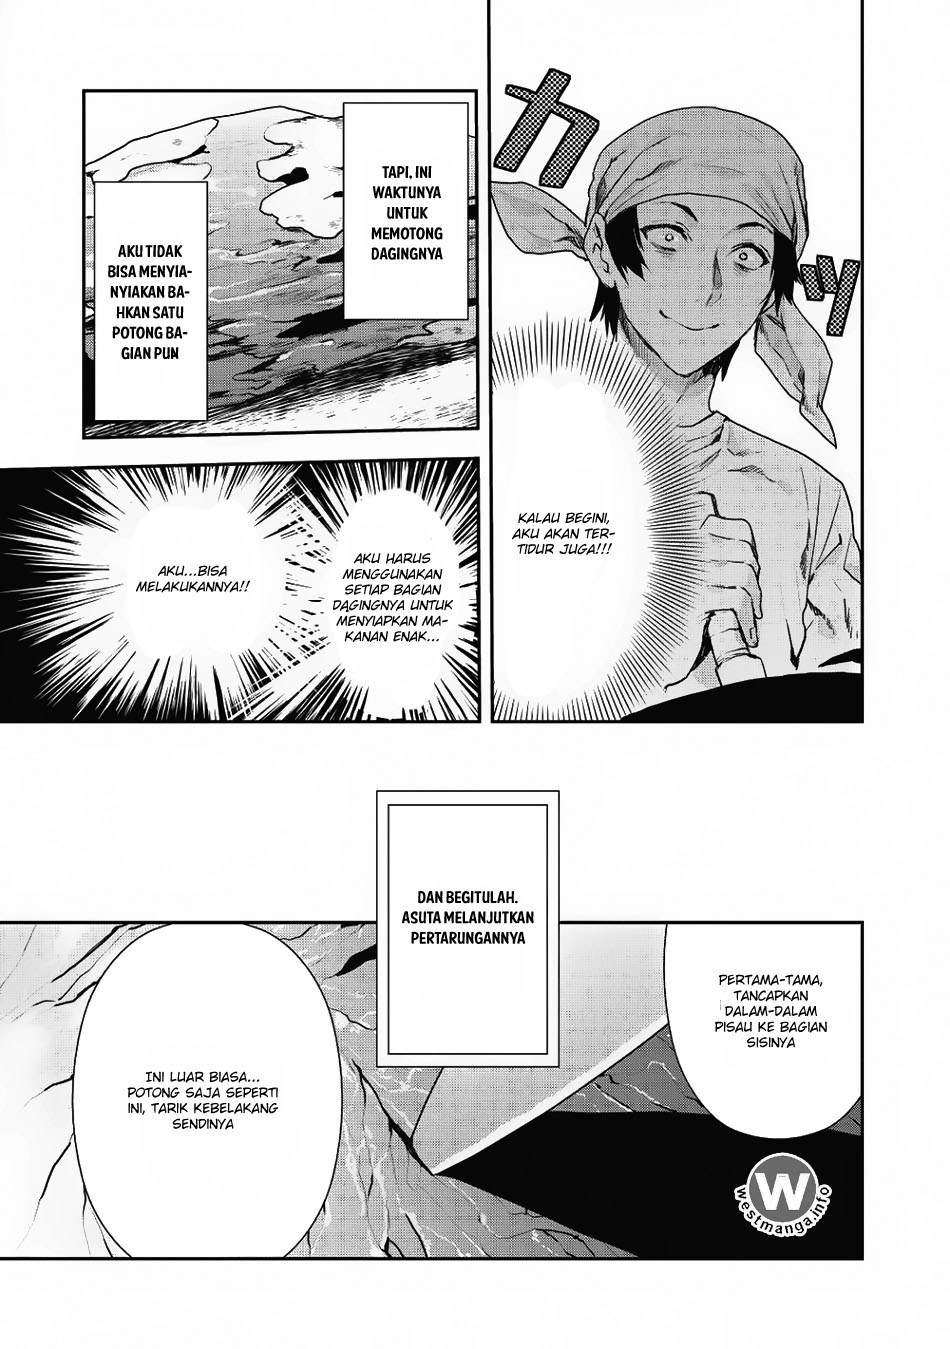 カッ
KALAU BEGINI,
AKU AKAN TER-
TIDUR JUGA!!!
TAPI, INI
WAKTUNYA
UNTUK
MEMOTONG
DAGINGNYA
AKU TIDAK
BISA MENYIA-
NYIAKAN BA-
HKAN SATU
POTONG BA-
GIAN PUN
AKU HARUS
MENGGUNAKAN
SETIAP BAGIAN
DAGINGNYA UNTUK
MENYIAPKAN MA-
KANAN ENAK...
AKU...BISA
MELAKUKANNYA!!
DAN BEGITULAH.
ASUTA MELANJUTKAN
PERTARUNGANNYA
PERTAMA-TAMA,
TANCAPKAN
DALAM-DALAM
PISAU KE BAGIAN
SISINYA
INI LUAR BIASA...
POTONG SAJA SEPERTI
INI, TARIK KEBELAKANG
SENDINYA
W
westmanga.info